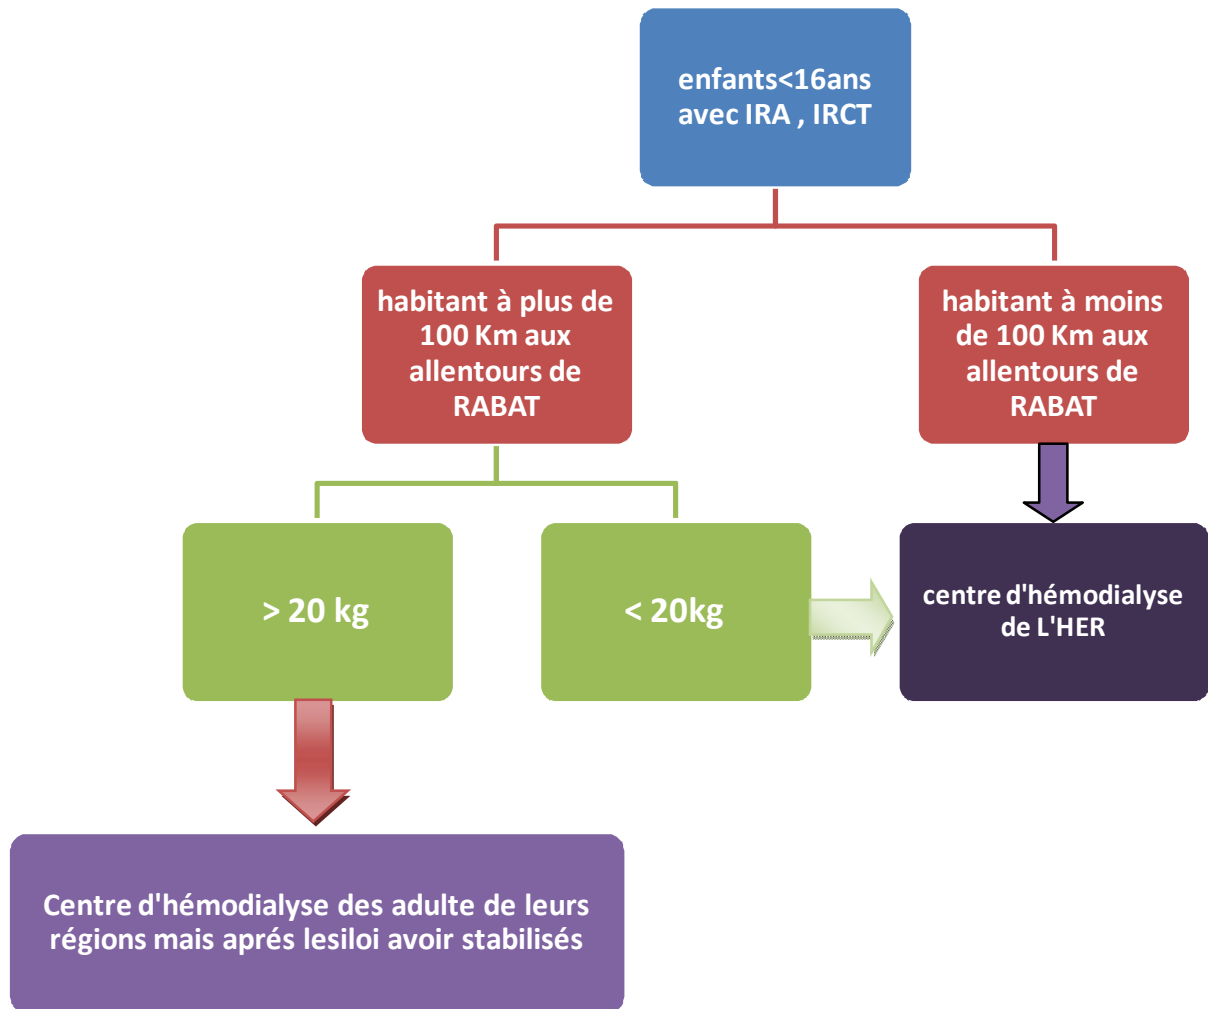 enfants<16ans
avec IRA , IRCT
habitant à plus de
100 Km aux
allentours de
RABAT
habitant à moins
de 100 Km aux
allentours de
RABAT
> 20 kg
< 20kg
centre d'hémodialyse
de L'HER
Centre d'hémodialyse des adulte de leurs
régions mais aprés lesiloi avoir stabilisés